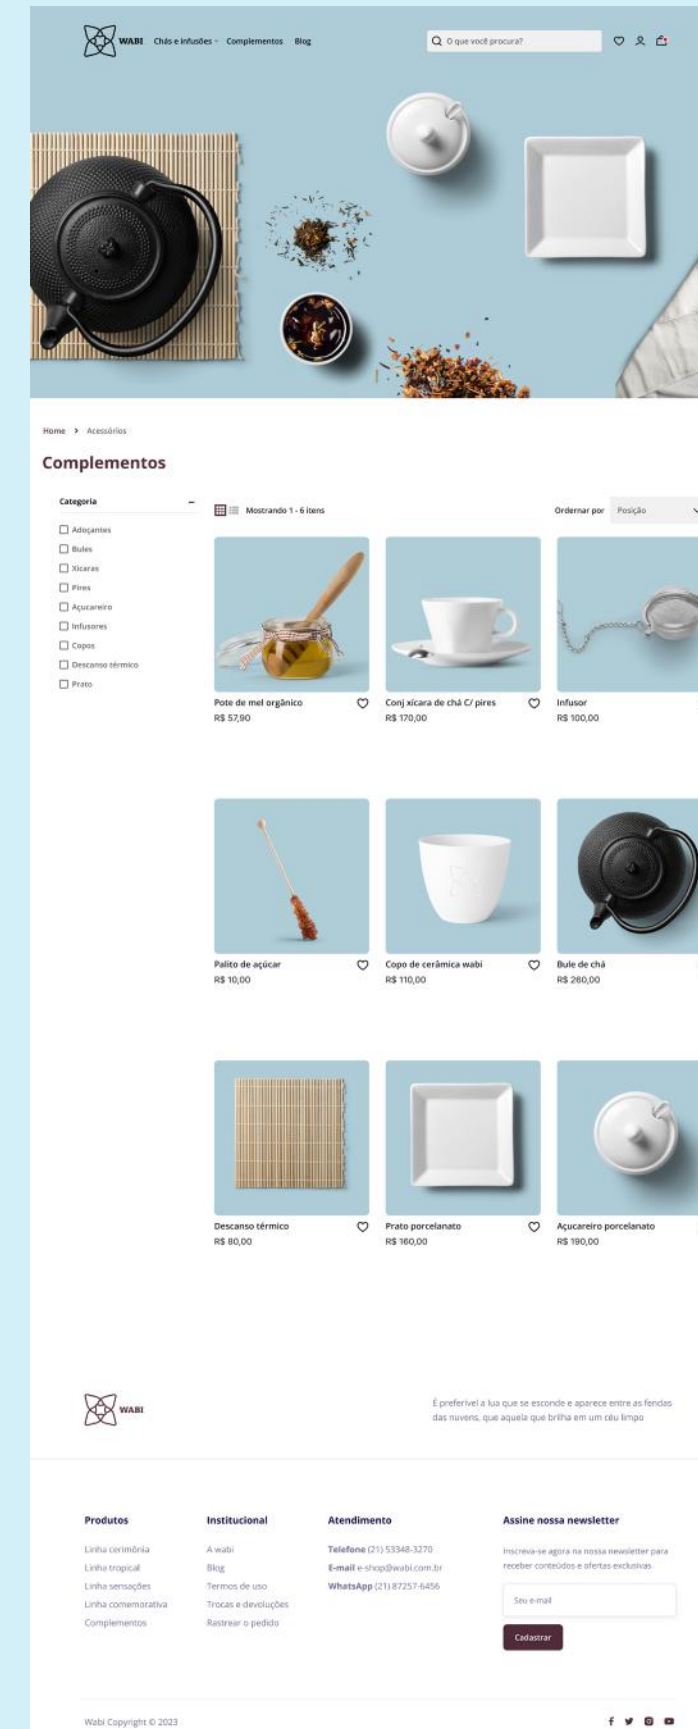 WABI Chás e infusões Complementos Blog O que você procura?
Home > Acessórios
Complementos
Categoria
Adoçantes
Bules
Xícaras
Pires
Açucareiro
Infusores
Copos
Descanso térmico
Prato
Mostrando 1 - 6 itens
Ordernar por Posição
Pote de mel orgânico
R$ 57,90
Conj xícara de chá C/ pires
R$ 170,00
Infusor
R$ 100,00
Palito de açúcar
R$ 10,00
Copo de cerâmica wabi
R$ 110,00
Bule de chá
R$ 260,00
Descanso térmico
R$ 80,00
Prato porcelanato
R$ 160,00
Açucareiro porcelanato
R$ 190,00
WABI
É preferível a lua que se esconde e aparece entre as fendas
das nuvens, que aquela que brilha em um céu limpo
Produtos
Linha cerimônia
Linha tropical
Linha sensações
Linha comemorativa
Complementos
Institucional
A wabi
Blog
Termos de uso
Trocas e devoluções
Rastrear o pedido
Atendimento
Telefone (21) 53348-3270
E-mail e-shop@wabi.com.br
WhatsApp (21) 87257-6456
Assine nossa newsletter
Inscreva-se agora na nossa newsletter para
receber conteúdos e ofertas exclusivas
Seu e-mail
Cadastrar
Wabi Copyright © 2023